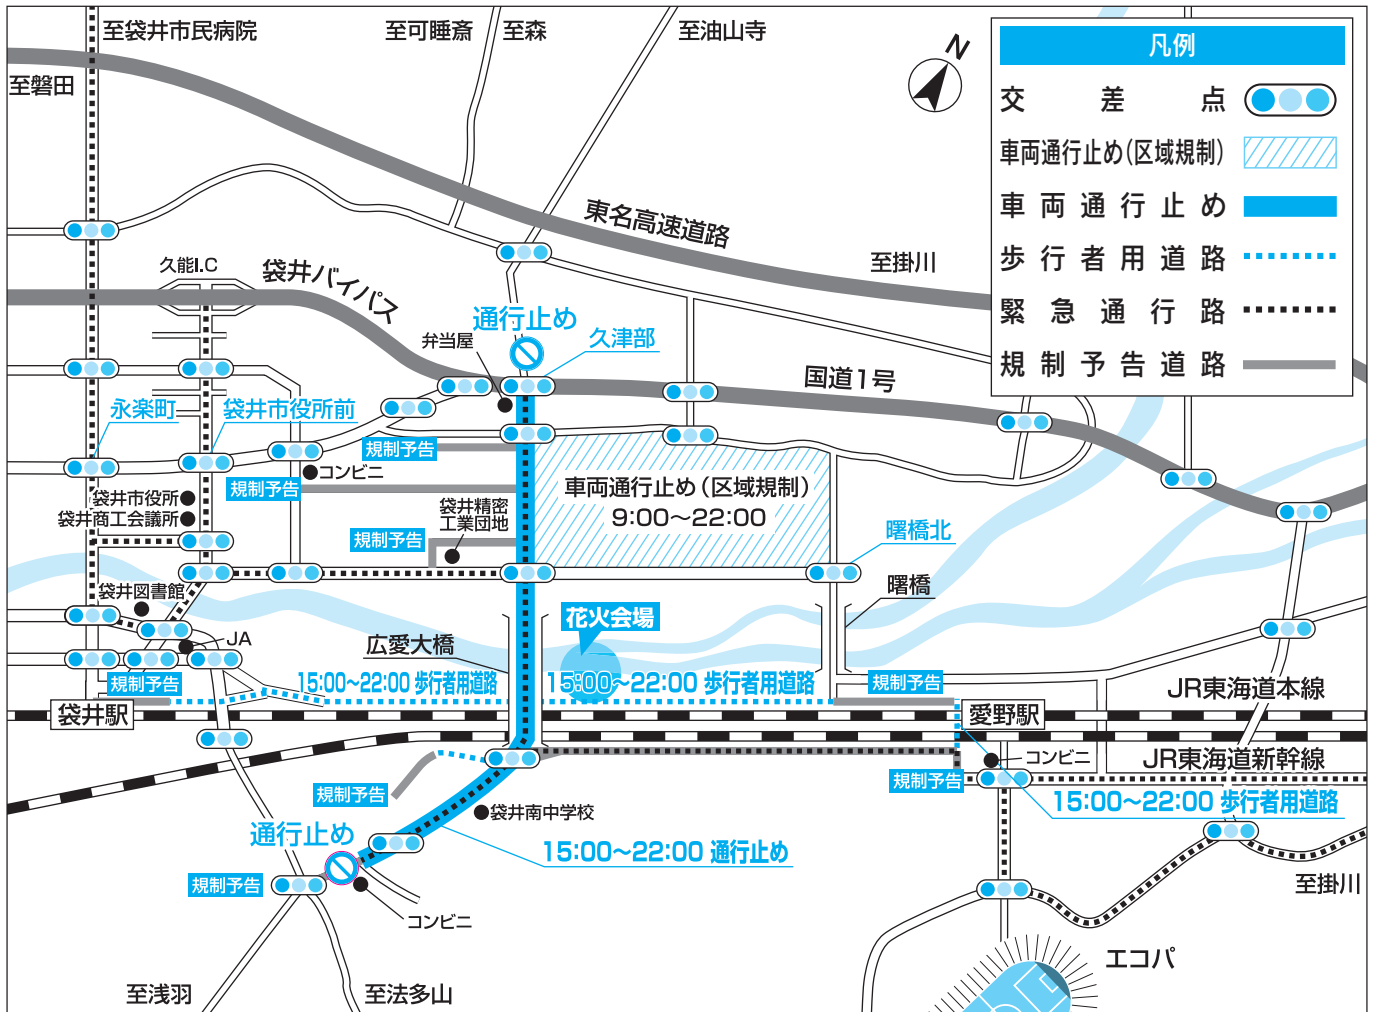 至袋井市民病院
至可睡斎
至森
至油山寺
至磐田
N
凡例
交差点
車両通行止め(区域規制)
車両通行止め
歩行者用道路
緊急通行路
規制予告道路
東名高速道路
至掛川
久能I.C
袋井バイパス
通行止め
弁当屋
久津部
国道1号
永楽町
袋井市役所前
規制予告
コンビニ
規制予告
車両通行止め(区域規制)
9:00〜22:00
袋井市役所
袋井商工会議所
袋井精密
工業団地
規制予告
曙橋北
袋井図書館
曙橋
花火会場
JA
広愛大橋
規制予告
15:00〜22:00 歩行者用道路
15:00〜22:00 歩行者用道路
規制予告
袋井駅
愛野駅
JR東海道本線
コンビニ
JR東海道新幹線
規制予告
規制予告
15:00〜22:00 歩行者用道路
袋井南中学校
通行止め
15:00〜22:00 通行止め
規制予告
至掛川
コンビニ
エコパ
至浅羽
至法多山